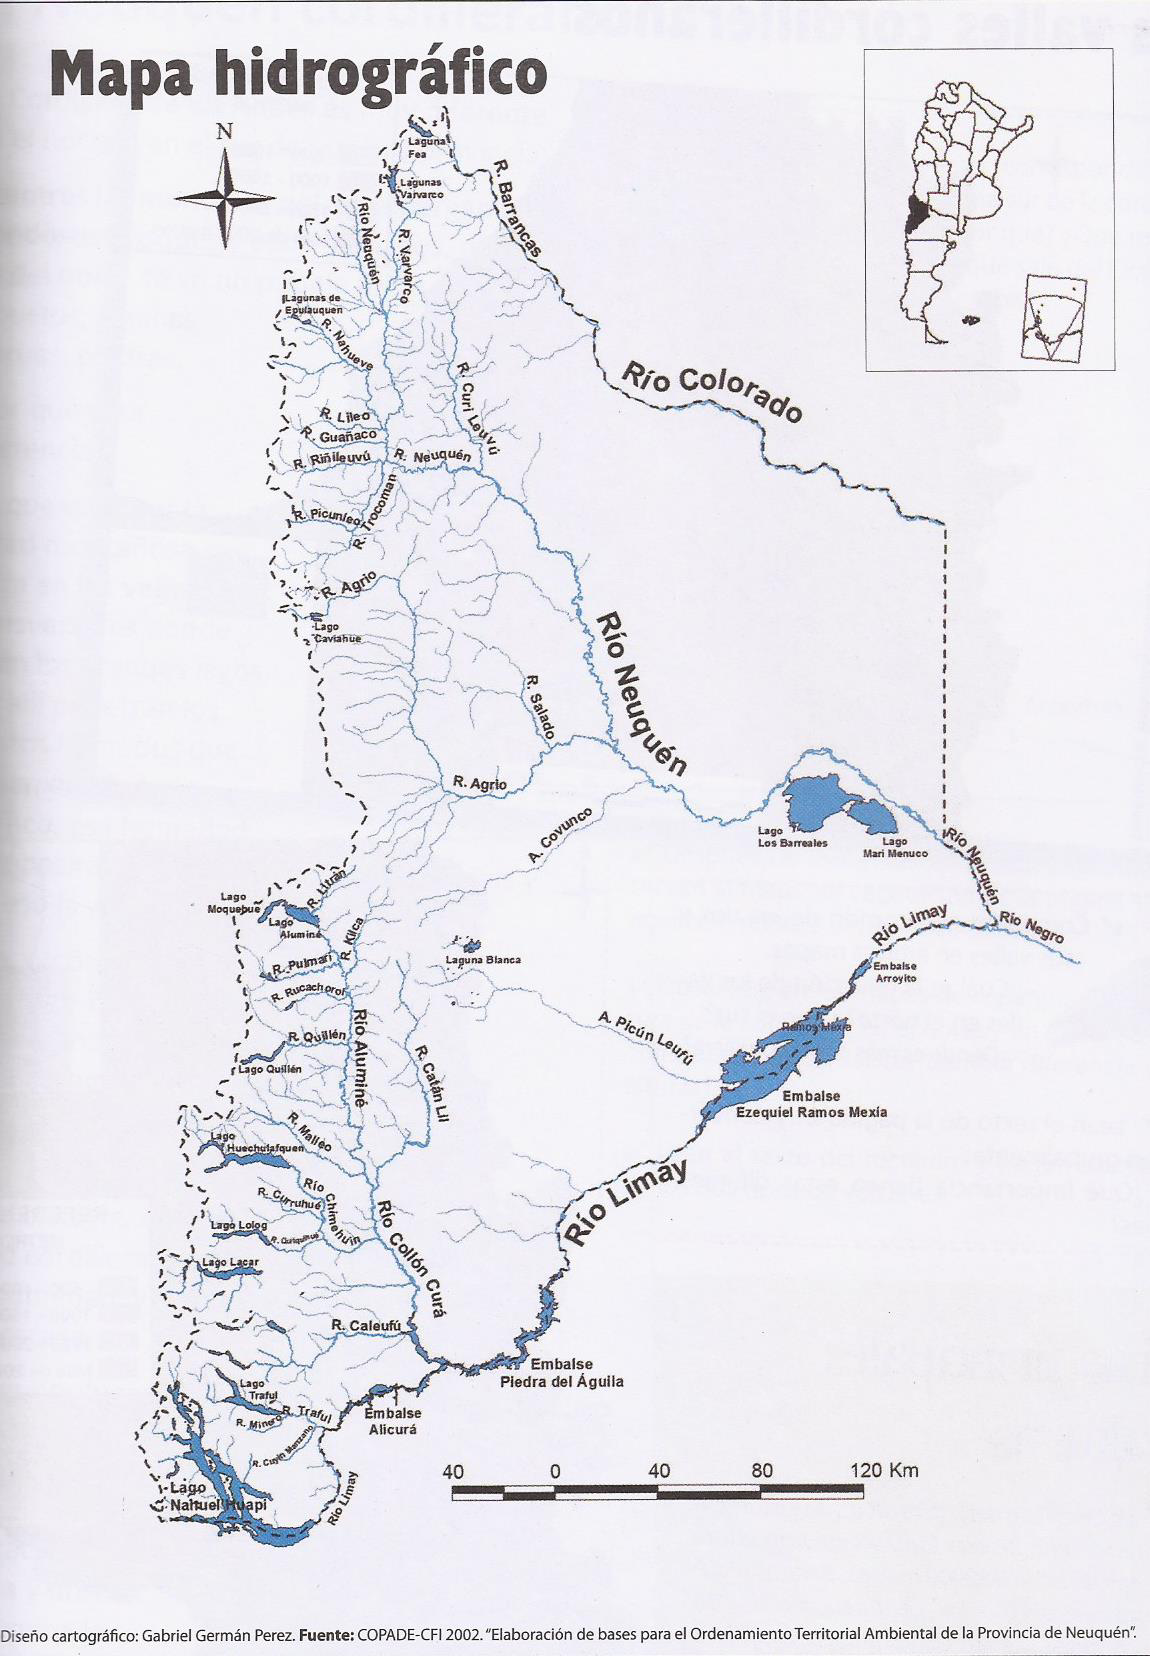 Mapa hidrográfico
N
Laguna
Fea
Lagunas
Varvarco
R. Barrancas
Río Neuquén
R. Varvarco
Lagunas de
Epulauquen
R. Nahueve
Río Colorado
R. Curi Leuvú
R. Lileo
R. Guañaco
R. Riñileuvú
R. Neuquén
R. Trocoman
R. Picunleo
R. Agrio
Lago
Caviahue
Río Neuquén
R. Salado
R. Agrio
A. Covunco
Lago
Los Barreales
Lago
Mari Menuco
Río Neuquén
Río Negro
Río Limay
R. Litrán
Lago
Moquehue
Lago
Aluminé
R. Kilca
R. Pulmarí
R. Rucachoroi
Laguna Blanca
Embalse
Arroyito
A. Picún Leufú
Ramos Mexia
Embalse
Ezequiel Ramos Mexía
R. Quillén
Lago Quillén
Río Aluminé
R. Catán Lil
R. Malleo
Lago
Huechulafquen
Río Chimehuin
R. Curruhué
Lago Lolog
R. Quilquihue
Lago Lacar
Río Collón Curá
Río Limay
R. Caleufú
Embalse
Piedra del Águila
Embalse
Alicurá
Lago
Traful
R. Traful
R. Minero
R. Cuyin Manzano
Lago
Nahuel Huapi
Río Limay
40 0 40 80 120 Km
Diseño cartográfico: Gabriel Germán Perez. Fuente: COPADE-CFI 2002. "Elaboración de bases para el Ordenamiento Territorial Ambiental de la Provincia de Neuquén".